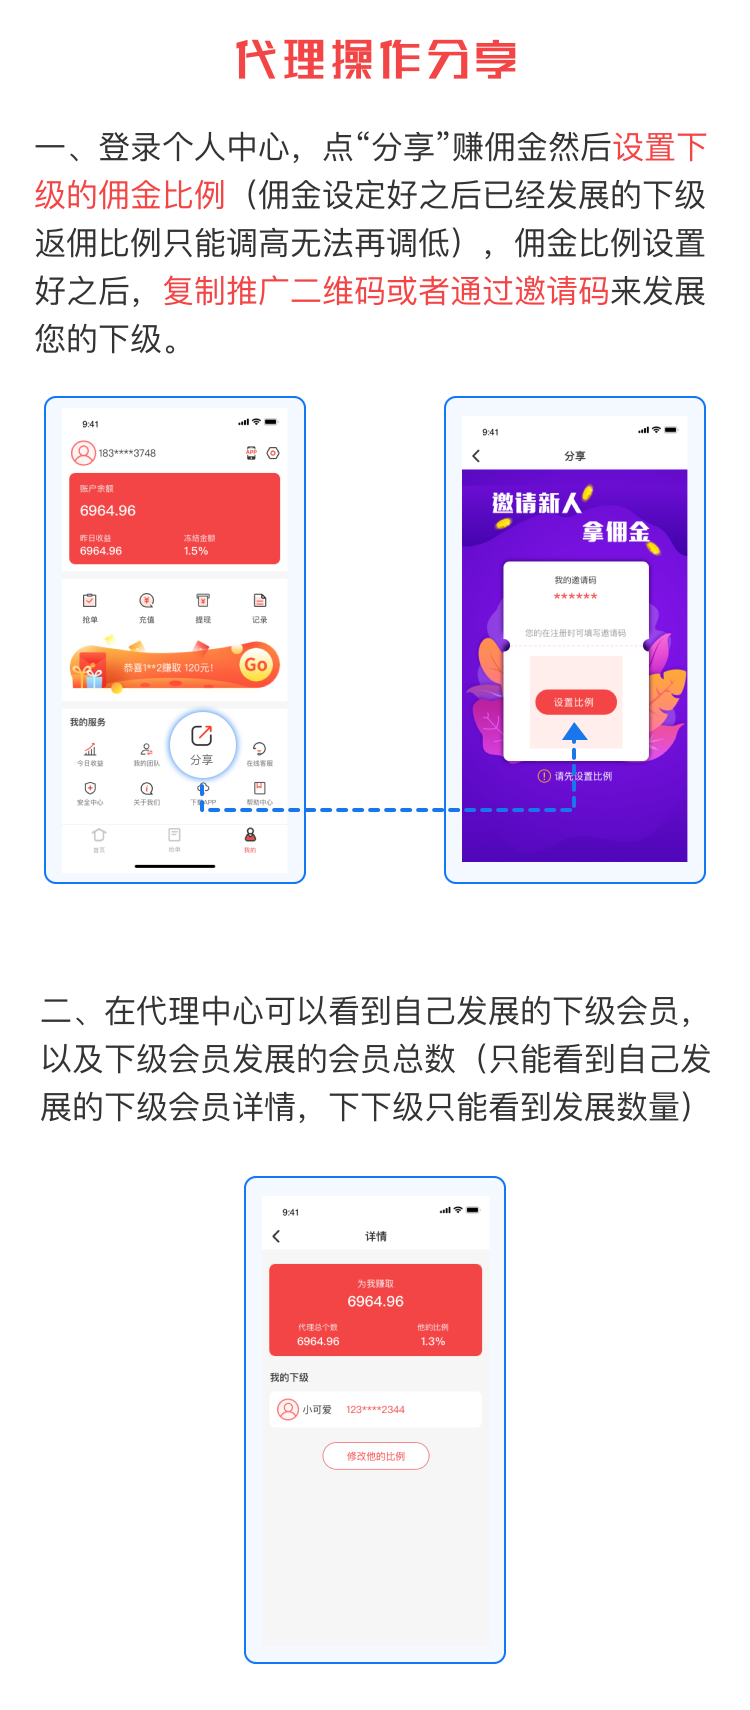 代理操作分享
一、登录个人中心，点“分享”赚佣金然后设置下
级的佣金比例（佣金设定好之后已经发展的下级
返佣比例只能调高无法再调低），佣金比例设置
好之后，复制推广二维码或者通过邀请码来发展
您的下级。
9:41
183****3748
APP
账户余额
6964.96
昨日收益
冻结金额
6964.96
1.5%
抢单
充值
提现
记录
恭喜1**2赚取 120元!
Go
我的服务
分享
今日收益
我的团队
在线客服
安全中心
关于我们
下载APP
帮助中心
首页
抢单
我的
9:41
分享
邀请新人
拿佣金
我的邀请码
******
您的在注册时可填写邀请码
设置比例
请先设置比例
二、在代理中心可以看到自己发展的下级会员，
以及下级会员发展的会员总数（只能看到自己发
展的下级会员详情，下下级只能看到发展数量）
9:41
详情
为我赚取
6964.96
代理总个数
他的比例
6964.96
1.3%
我的下级
小可爱
123****2344
修改他的比例